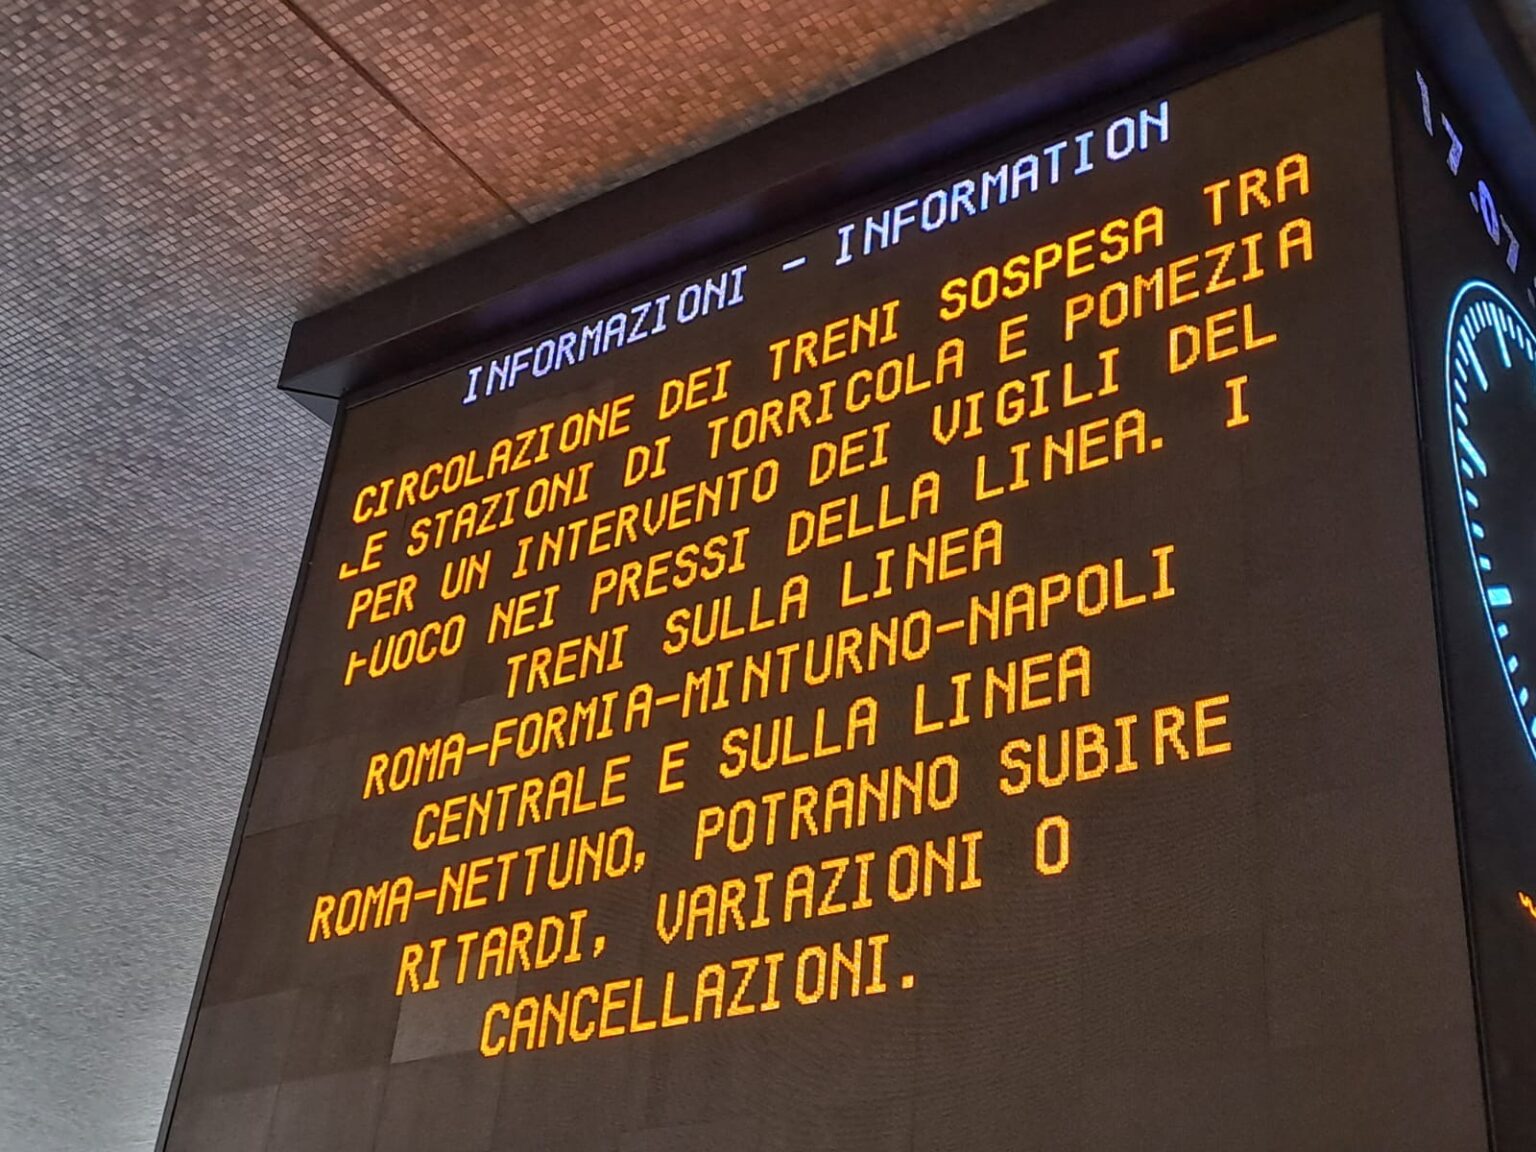 INFORMAZIONI - INFORMATION
CIRCOLAZIONE DEI TRENI SOSPESA TRA
LE STAZIONI DI TORRICOLA E POMEZIA
PER UN INTERVENTO DEI VIGILI DEL
FUOCO NEI PRESSI DELLA LINEA. I
TRENI SULLA LINEA
ROMA-FORMIA-MINTURNO-NAPOLI
CENTRALE E SULLA LINEA
ROMA-NETTUNO, POTRANNO SUBIRE
RITARDI, VARIAZIONI O
CANCELLAZIONI.